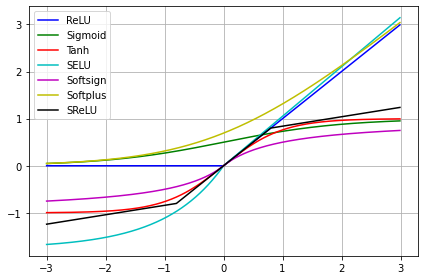 ReLU
Sigmoid
Tanh
SELU
Softsign
Softplus
SReLU
3
2
1
0
−1
−3 −2 −1 0 1 2 3